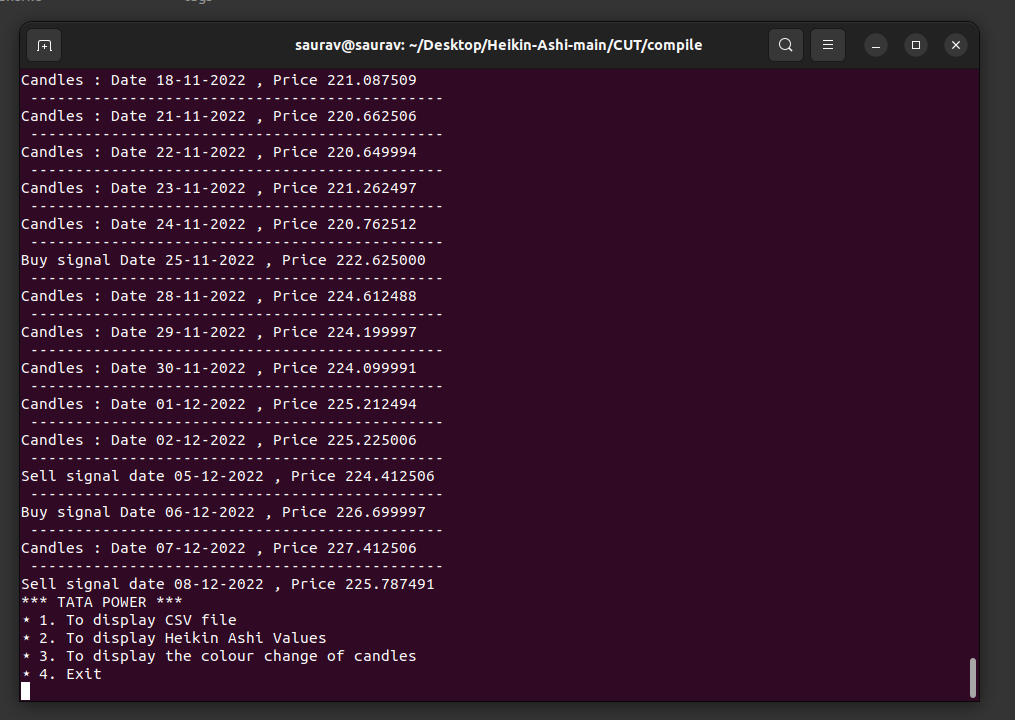 saurav@saurav: ~/Desktop/Heikin-Ashi-main/CUT/compile
Candles : Date 18-11-2022 , Price 221.087509
----------------------------------------------
Candles : Date 21-11-2022 , Price 220.662506
----------------------------------------------
Candles : Date 22-11-2022 , Price 220.649994
----------------------------------------------
Candles : Date 23-11-2022 , Price 221.262497
----------------------------------------------
Candles : Date 24-11-2022 , Price 220.762512
----------------------------------------------
Buy signal Date 25-11-2022 , Price 222.625000
----------------------------------------------
Candles : Date 28-11-2022 , Price 224.612488
----------------------------------------------
Candles : Date 29-11-2022 , Price 224.199997
----------------------------------------------
Candles : Date 30-11-2022 , Price 224.099991
----------------------------------------------
Candles : Date 01-12-2022 , Price 225.212494
----------------------------------------------
Candles : Date 02-12-2022 , Price 225.225006
----------------------------------------------
Sell signal date 05-12-2022 , Price 224.412506
----------------------------------------------
Buy signal Date 06-12-2022 , Price 226.699997
----------------------------------------------
Candles : Date 07-12-2022 , Price 227.412506
----------------------------------------------
Sell signal date 08-12-2022 , Price 225.787491
*** TATA POWER ***
* 1. To display CSV file
* 2. To display Heikin Ashi Values
* 3. To display the colour change of candles
* 4. Exit